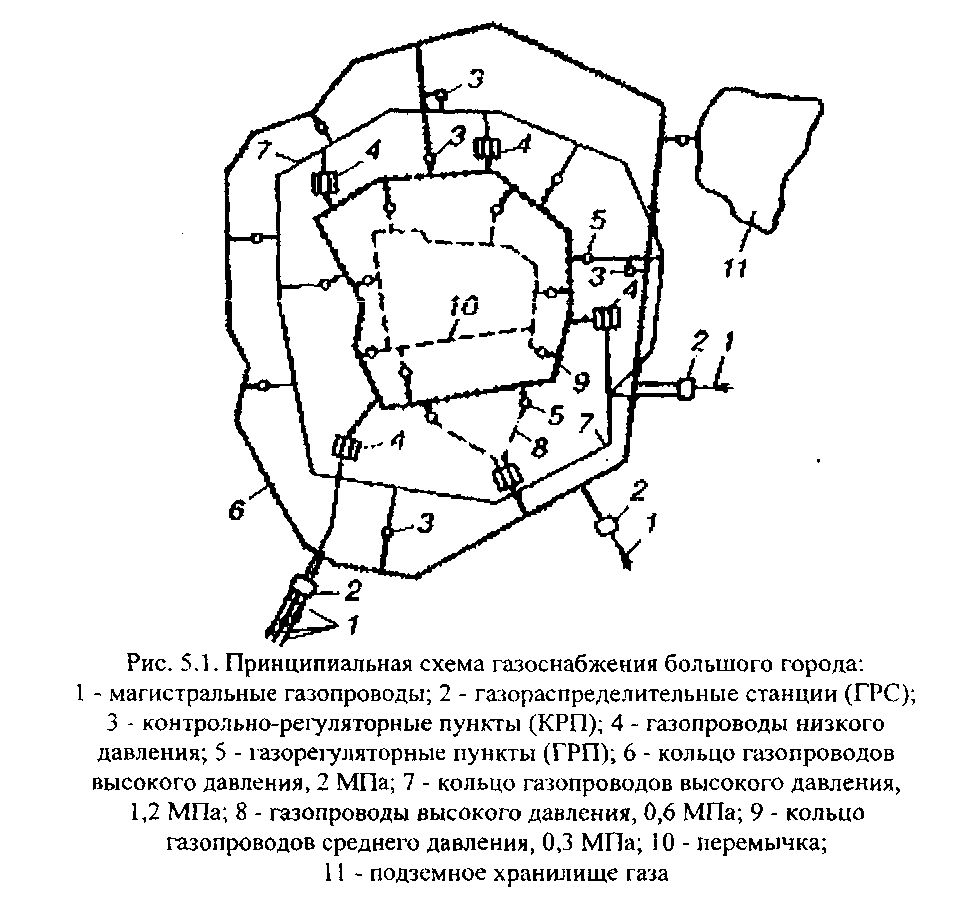 3
3
4
7
4
5
3
4
11
10
2
1
9
5
7
4
8
6
3
2
1
2
1
Рис. 5.1. Принципиальная схема газоснабжения большого города:
1 - магистральные газопроводы; 2 - газораспределительные станции (ГРС);
3 - контрольно-регуляторные пункты (КРП); 4 - газопроводы низкого
давления; 5 - газорегуляторные пункты (ГРП); 6 - кольцо газопроводов
высокого давления, 2 МПа; 7 - кольцо газопроводов высокого давления,
1,2 МПа; 8 - газопроводы высокого давления, 0,6 МПа; 9 - кольцо
газопроводов среднего давления, 0,3 МПа; 10 - перемычка;
11 - подземное хранилище газа